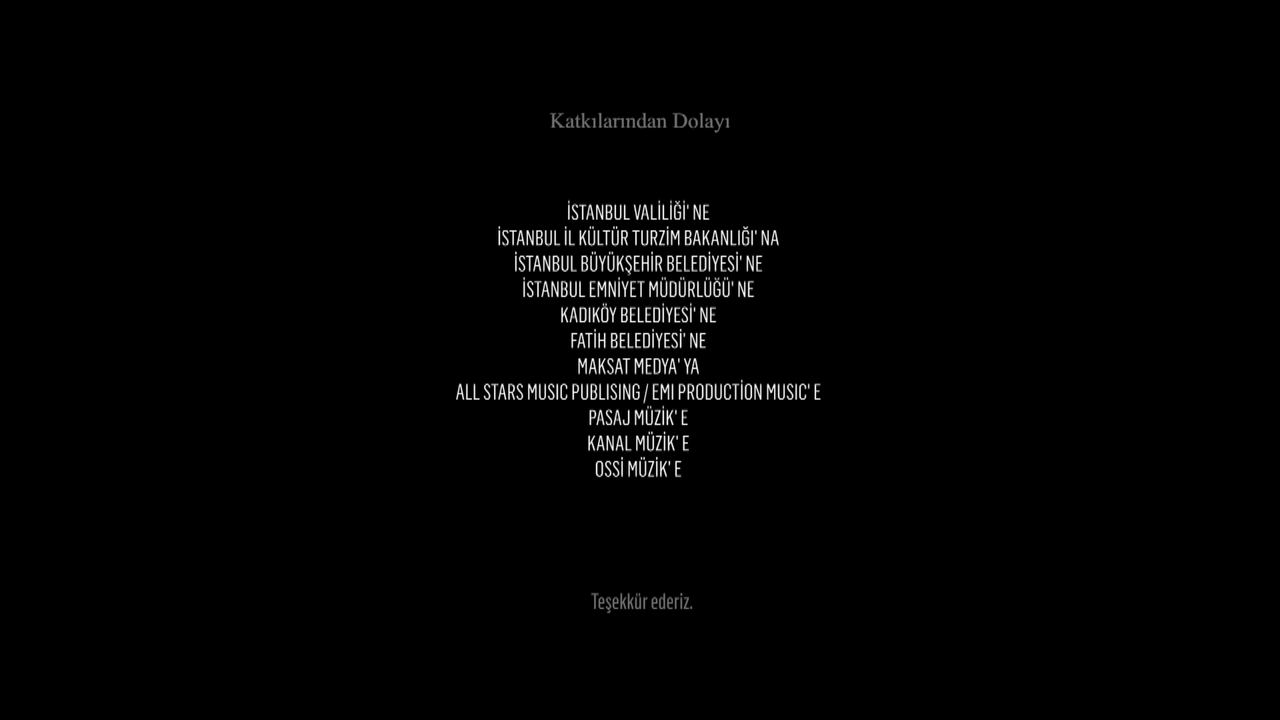 Katkılarından Dolayı
İSTANBUL VALİLİĞİ' NE
İSTANBUL İL KÜLTÜR TURZİM BAKANLIĞI' NA
İSTANBUL BÜYÜKŞEHİR BELEDİYESİ' NE
İSTANBUL EMNİYET MÜDÜRLÜĞÜ' NE
KADIKÖY BELEDİYESİ' NE
FATİH BELEDİYESİ' NE
MAKSAT MEDYA' YA
ALL STARS MUSIC PUBLISING / EMI PRODUCTİON MUSIC' E
PASAJ MÜZİK' E
KANAL MÜZİK' E
OSSİ MÜZİK' E
Teşekkür ederiz.